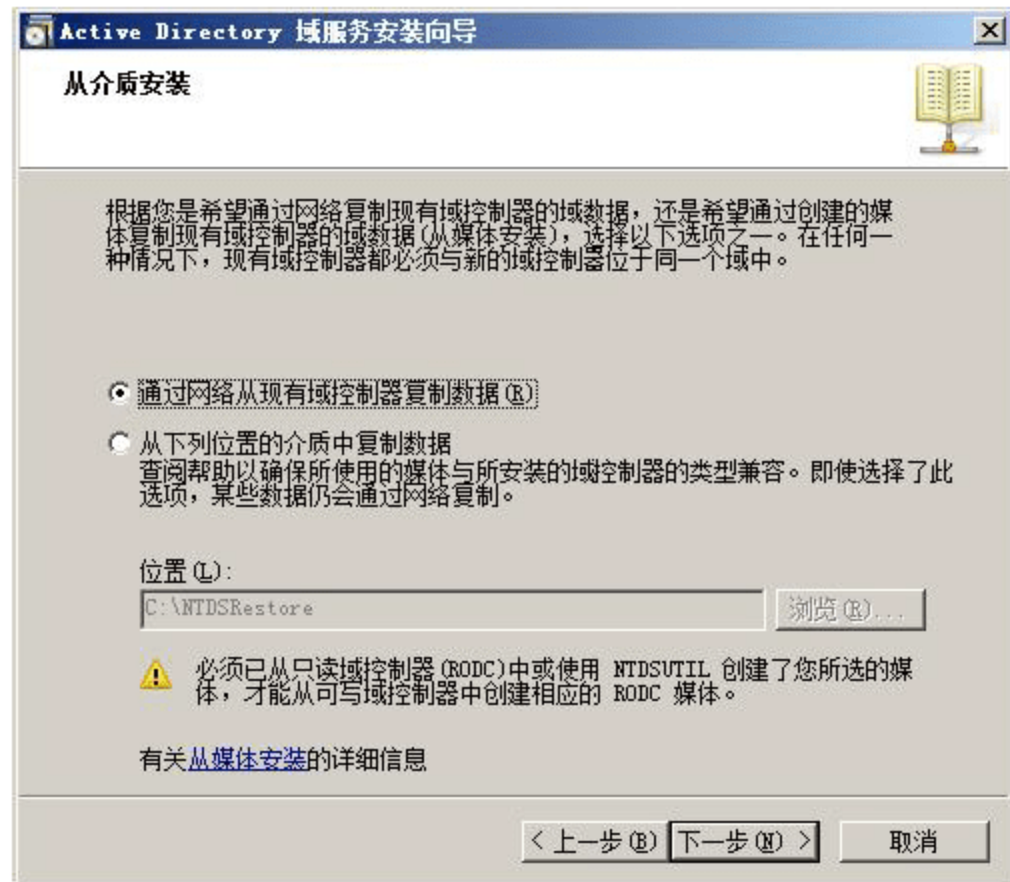 Active Directory 域服务安装向导
从介质安装
根据您是希望通过网络复制现有域控制器的域数据，还是希望通过创建的媒
体复制现有域控制器的域数据(从媒体安装)，选择以下选项之一。在任何一
种情况下，现有域控制器都必须与新的域控制器位于同一个域中。
通过网络从现有域控制器复制数据(R)
从下列位置的介质中复制数据
查阅帮助以确保所使用的媒体与所安装的域控制器的类型兼容。即使选择了此
选项，某些数据仍会通过网络复制。
位置(L):
C:\NTDSRestore
浏览(R)...
必须已从只读域控制器(RODC)中或使用 NTDSUTIL 创建了您所选的媒
体，才能从可写域控制器中创建相应的 RODC 媒体。
有关从媒体安装的详细信息
< 上一步(B) 下一步(N) > 取消